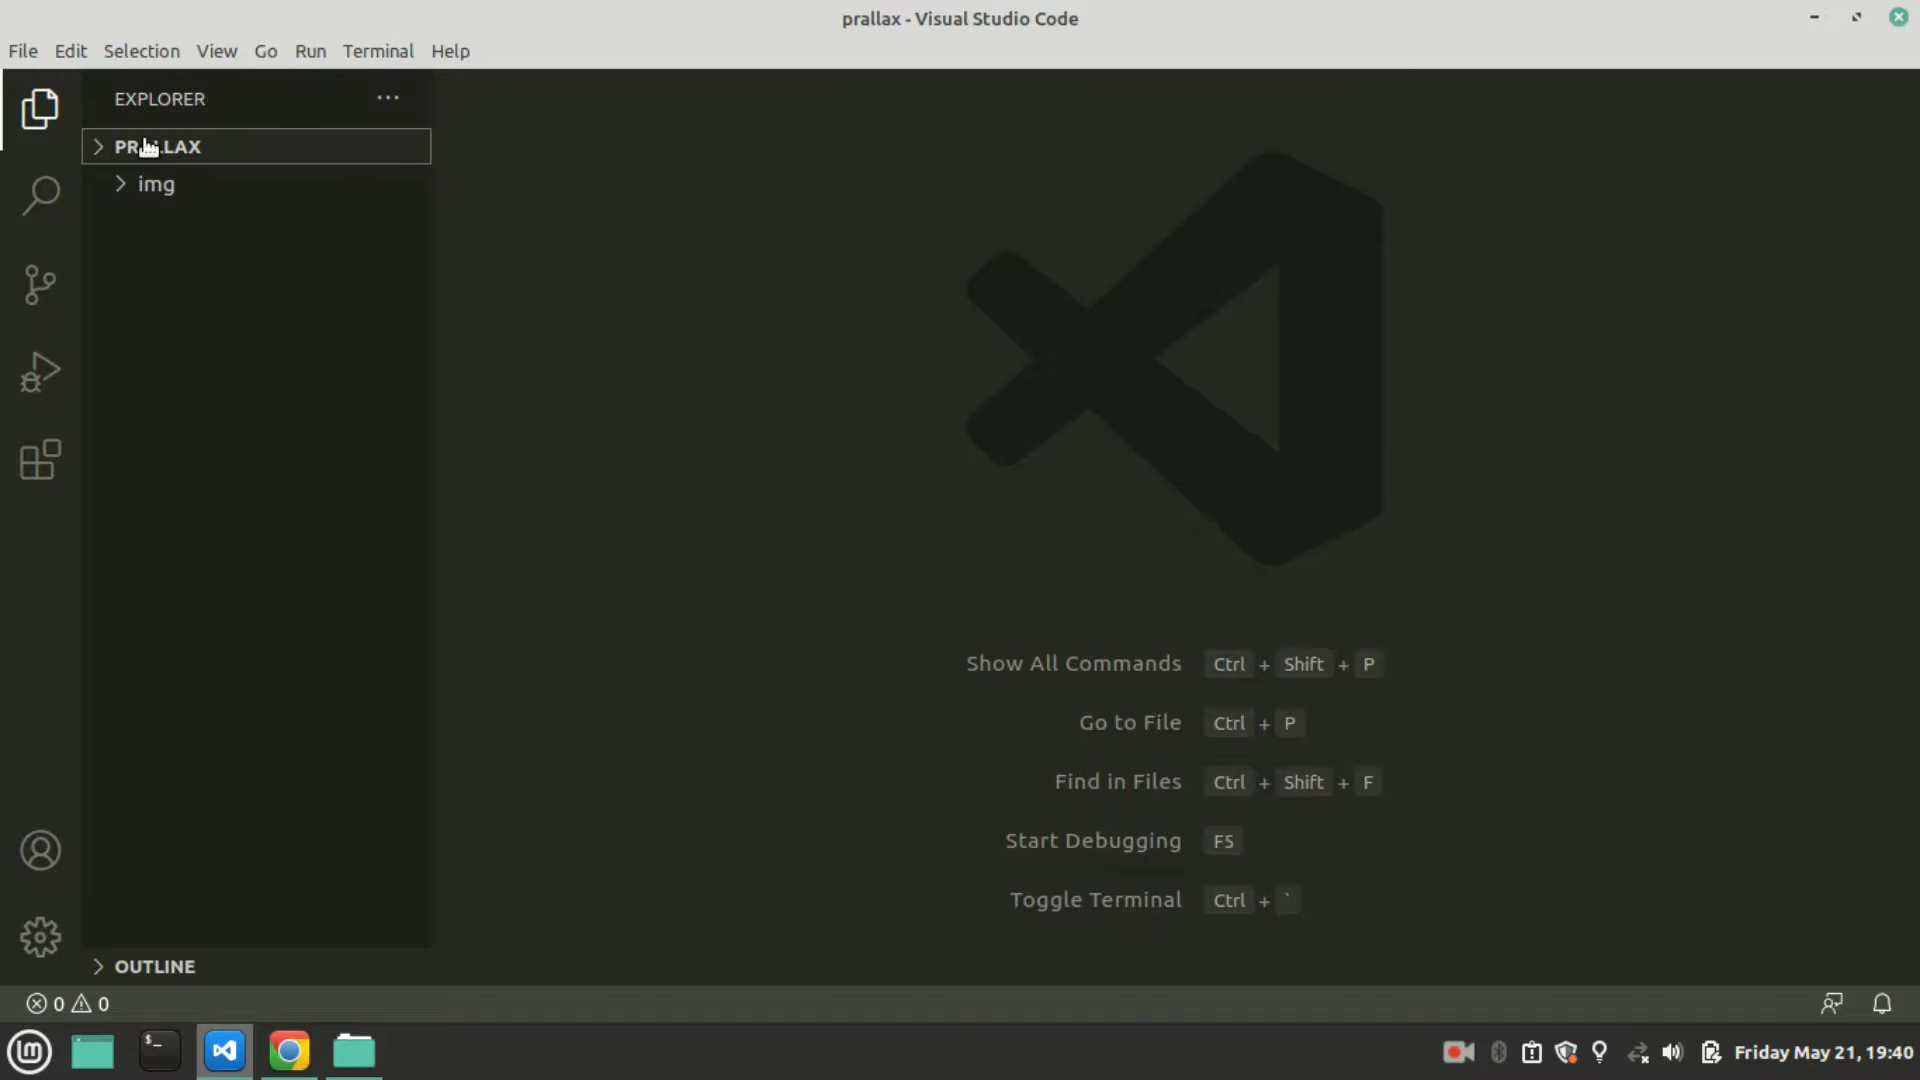 prallax - Visual Studio Code
File Edit Selection View Go Run Terminal Help
EXPLORER
PRALLAX
img
Show All Commands Ctrl + Shift + P
Go to File Ctrl + P
Find in Files Ctrl + Shift + F
Start Debugging F5
Toggle Terminal Ctrl + `
OUTLINE
0 0
$_
Friday May 21, 19:40